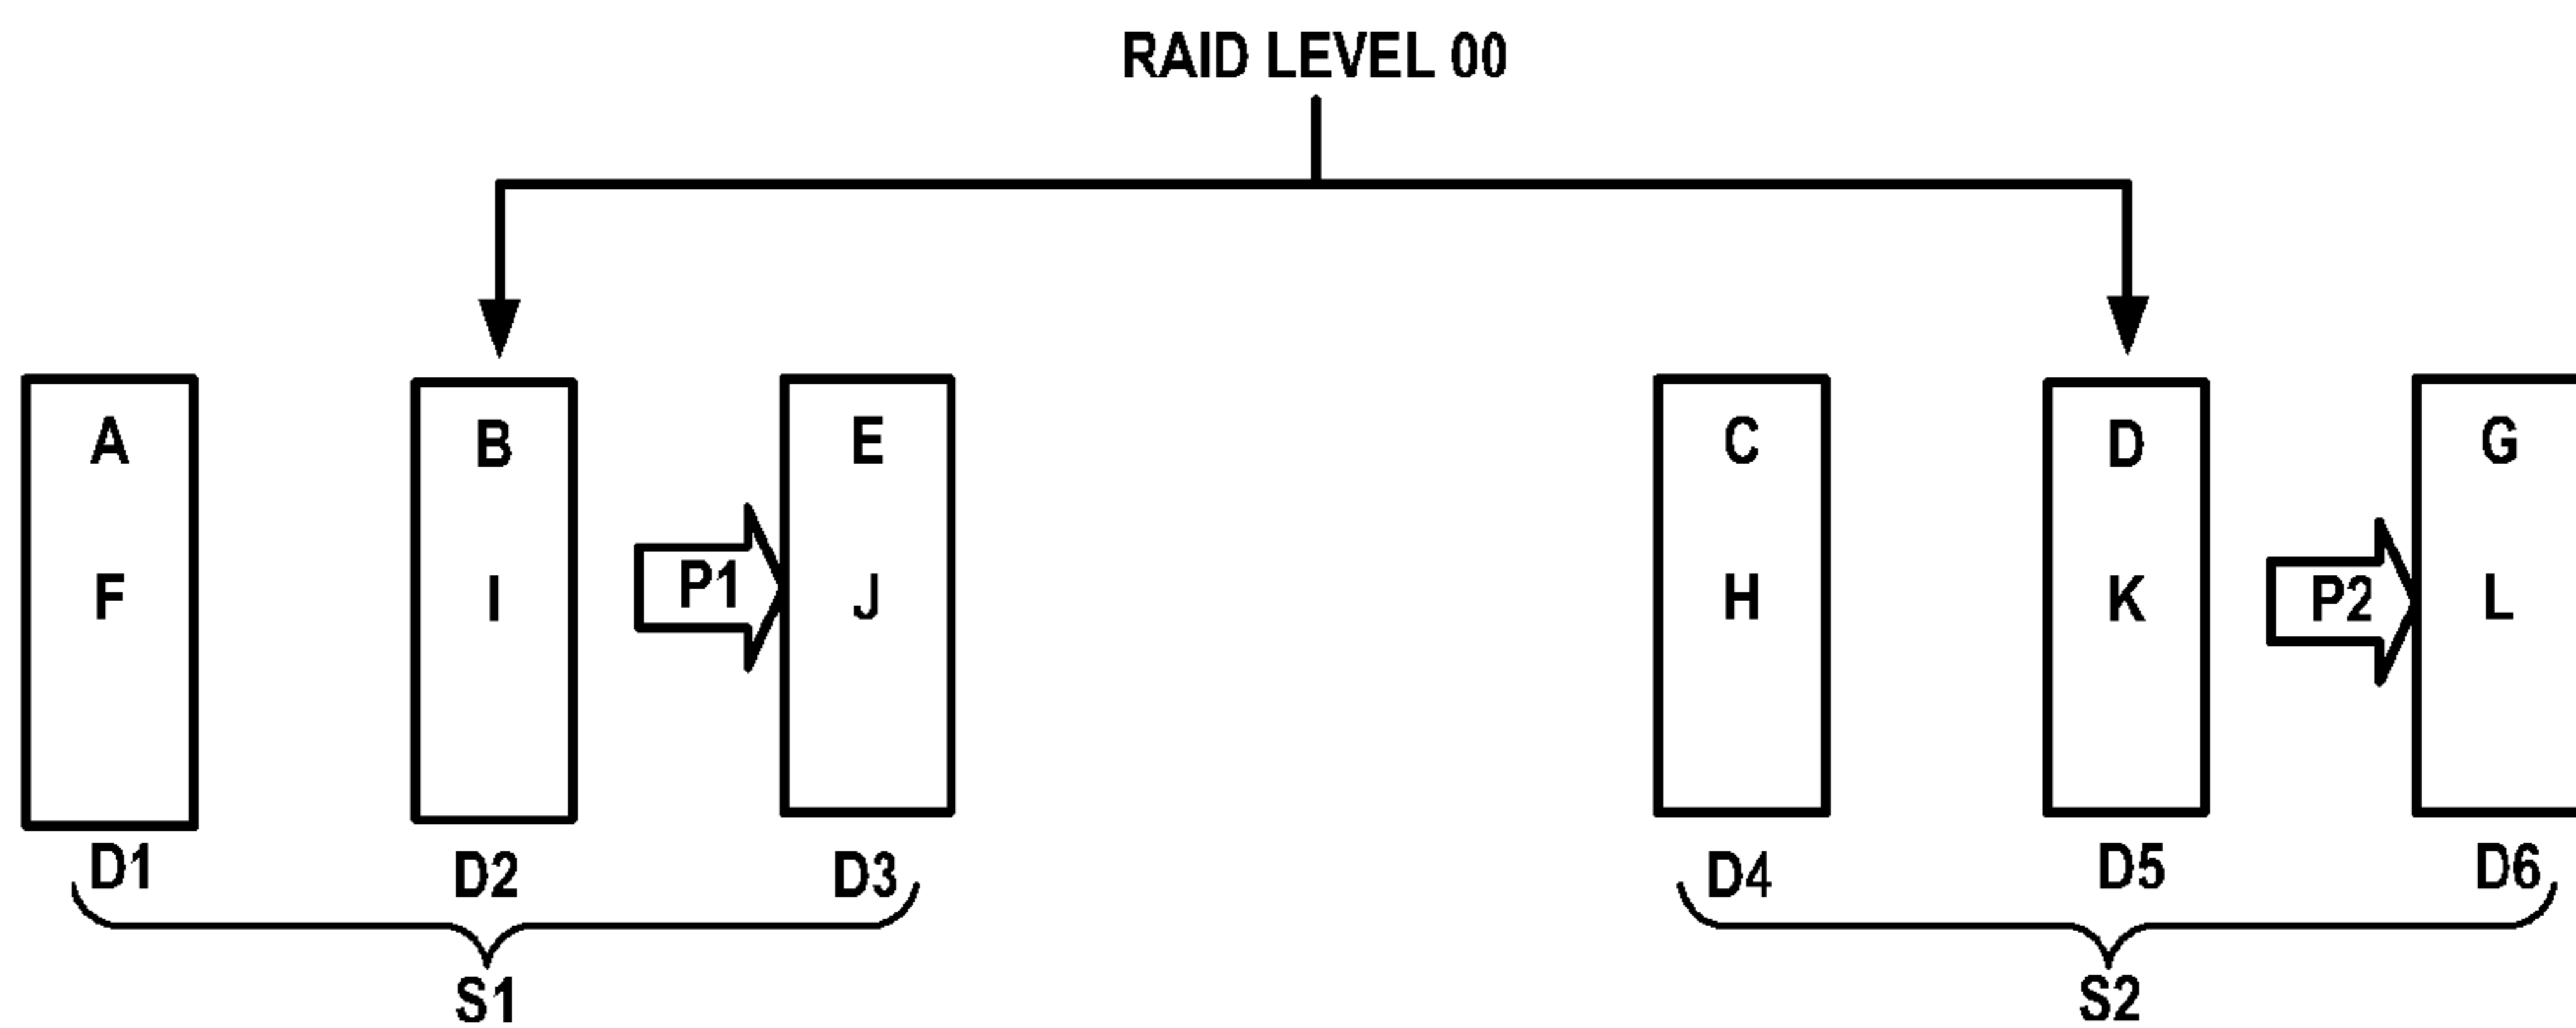 RAID LEVEL 00
A B E C D G
P1 P2
F I J H K L
D1 D2 D3 D4 D5 D6
S1 S2